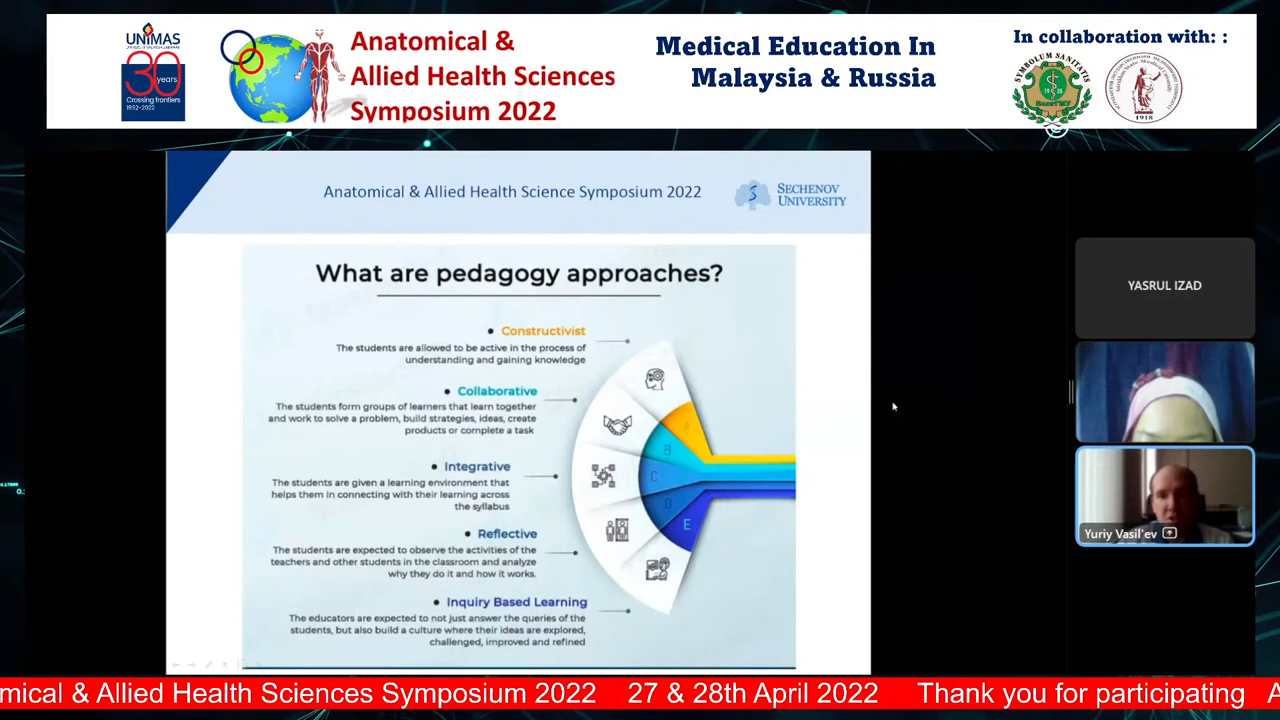 UNIMAS
30
years
Crossing frontiers
1992-2022
Anatomical &
Allied Health Sciences
Symposium 2022
Medical Education In
Malaysia & Russia
In collaboration with: :
SYMBOLUM SANITATIS
19 35
1918
Anatomical & Allied Health Science Symposium 2022
SECHENOV
UNIVERSITY
What are pedagogy approaches?
• Constructivist
The students are allowed to be active in the process of
understanding and gaining knowledge
• Collaborative
The students form groups of learners that learn together
and work to solve a problem, build strategies, ideas, create
products or complete a task
• Integrative
The students are given a learning environment that
helps them in connecting with their learning across
the syllabus
• Reflective
The students are expected to observe the activities of the
teachers and other students in the classroom and analyze
why they do it and how it works.
• Inquiry Based Learning
The educators are expected to not just answer the queries of the
students, but also build a culture where their ideas are explored,
challenged, improved and refined
A
B
C
D
E
YASRUL IZAD
Yuriy Vasil'ev
mical & Allied Health Sciences Symposium 2022 27 & 28th April 2022 Thank you for participating A